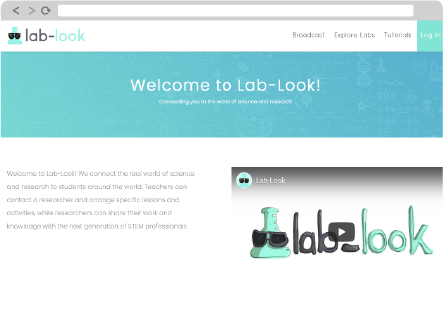 lab-look
Broadcast Explore Labs Tutorials Log In
Welcome to Lab-Look!
Connecting you to the world of science and research
Welcome to Lab-Look! We connect the real world of science
and research to students around the world. Teachers can
contact a researcher and arrange specific lessons and
activities, while researchers can share their work and
knowledge with the next generation of STEM professionals.
Lab-Look
lab-look